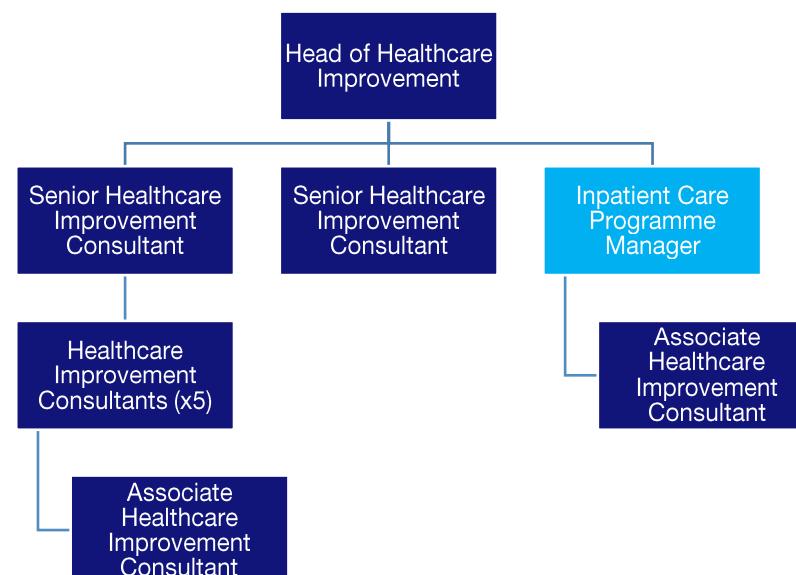 Head of Healthcare
Improvement
Senior Healthcare
Improvement
Consultant
Senior Healthcare
Improvement
Consultant
Inpatient Care
Programme
Manager
Healthcare
Improvement
Consultants (x5)
Associate
Healthcare
Improvement
Consultant
Associate
Healthcare
Improvement
Consultant